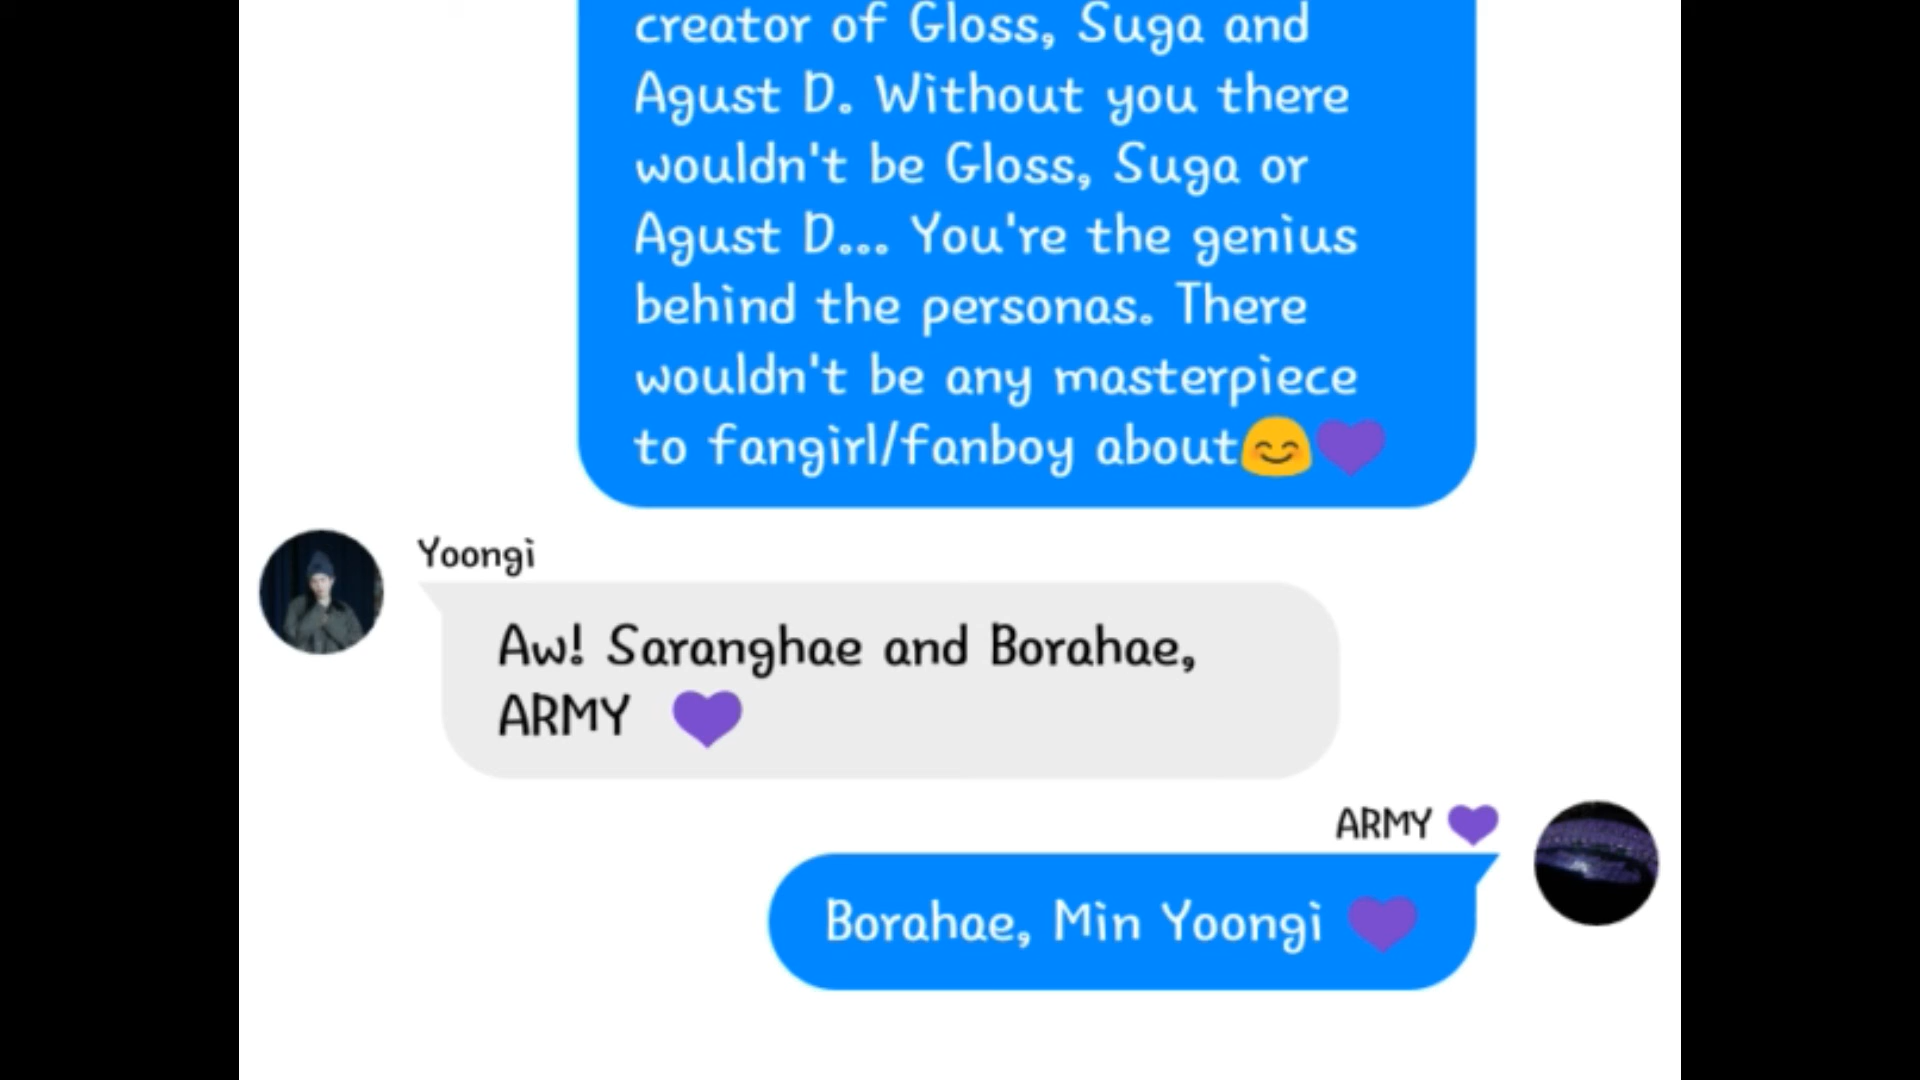 creator of Gloss, Suga and
Agust D. Without you there
wouldn't be Gloss, Suga or
Agust D... You're the genius
behind the personas. There
wouldn't be any masterpiece
to fangirl/fanboy about😊💜
Yoongi
Aw! Saranghae and Borahae,
ARMY 💜
ARMY 💜
Borahae, Min Yoongi 💜